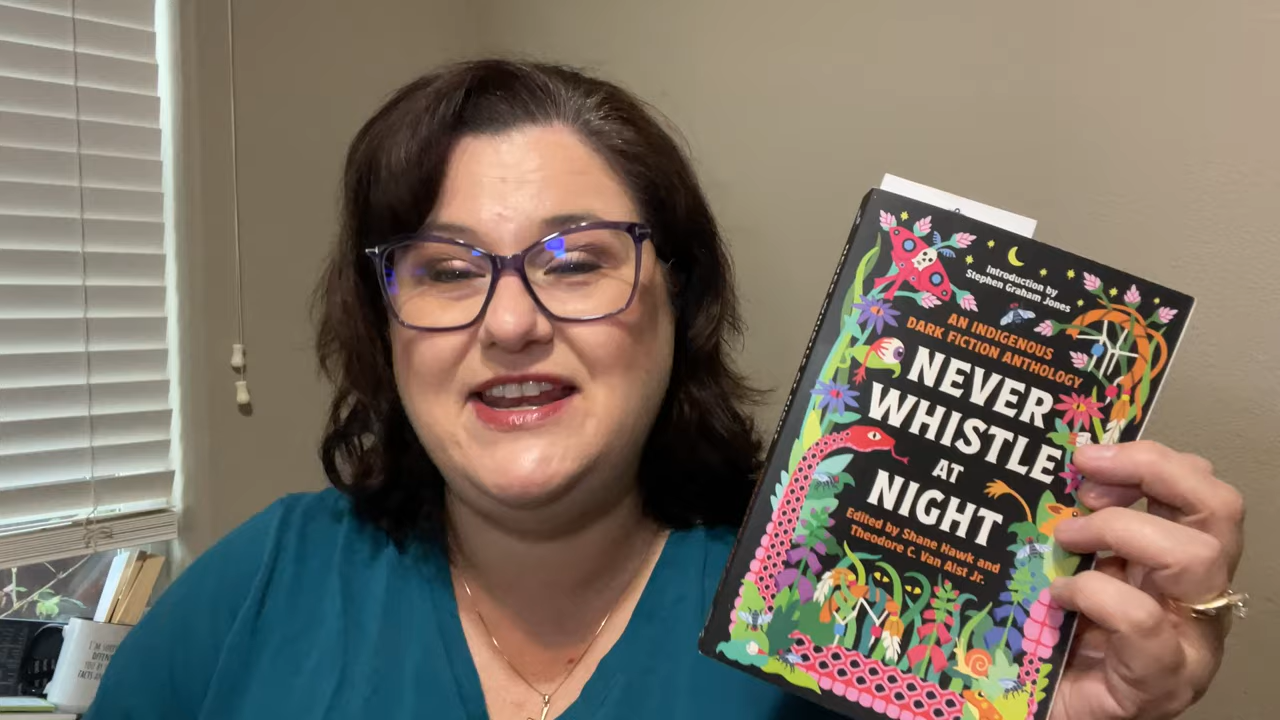 Introduction by
Stephen Graham Jones
AN INDIGENOUS
DARK FICTION ANTHOLOGY
NEVER
WHISTLE
AT
NIGHT
Edited by Shane Hawk and
Theodore C. Van Alst Jr.